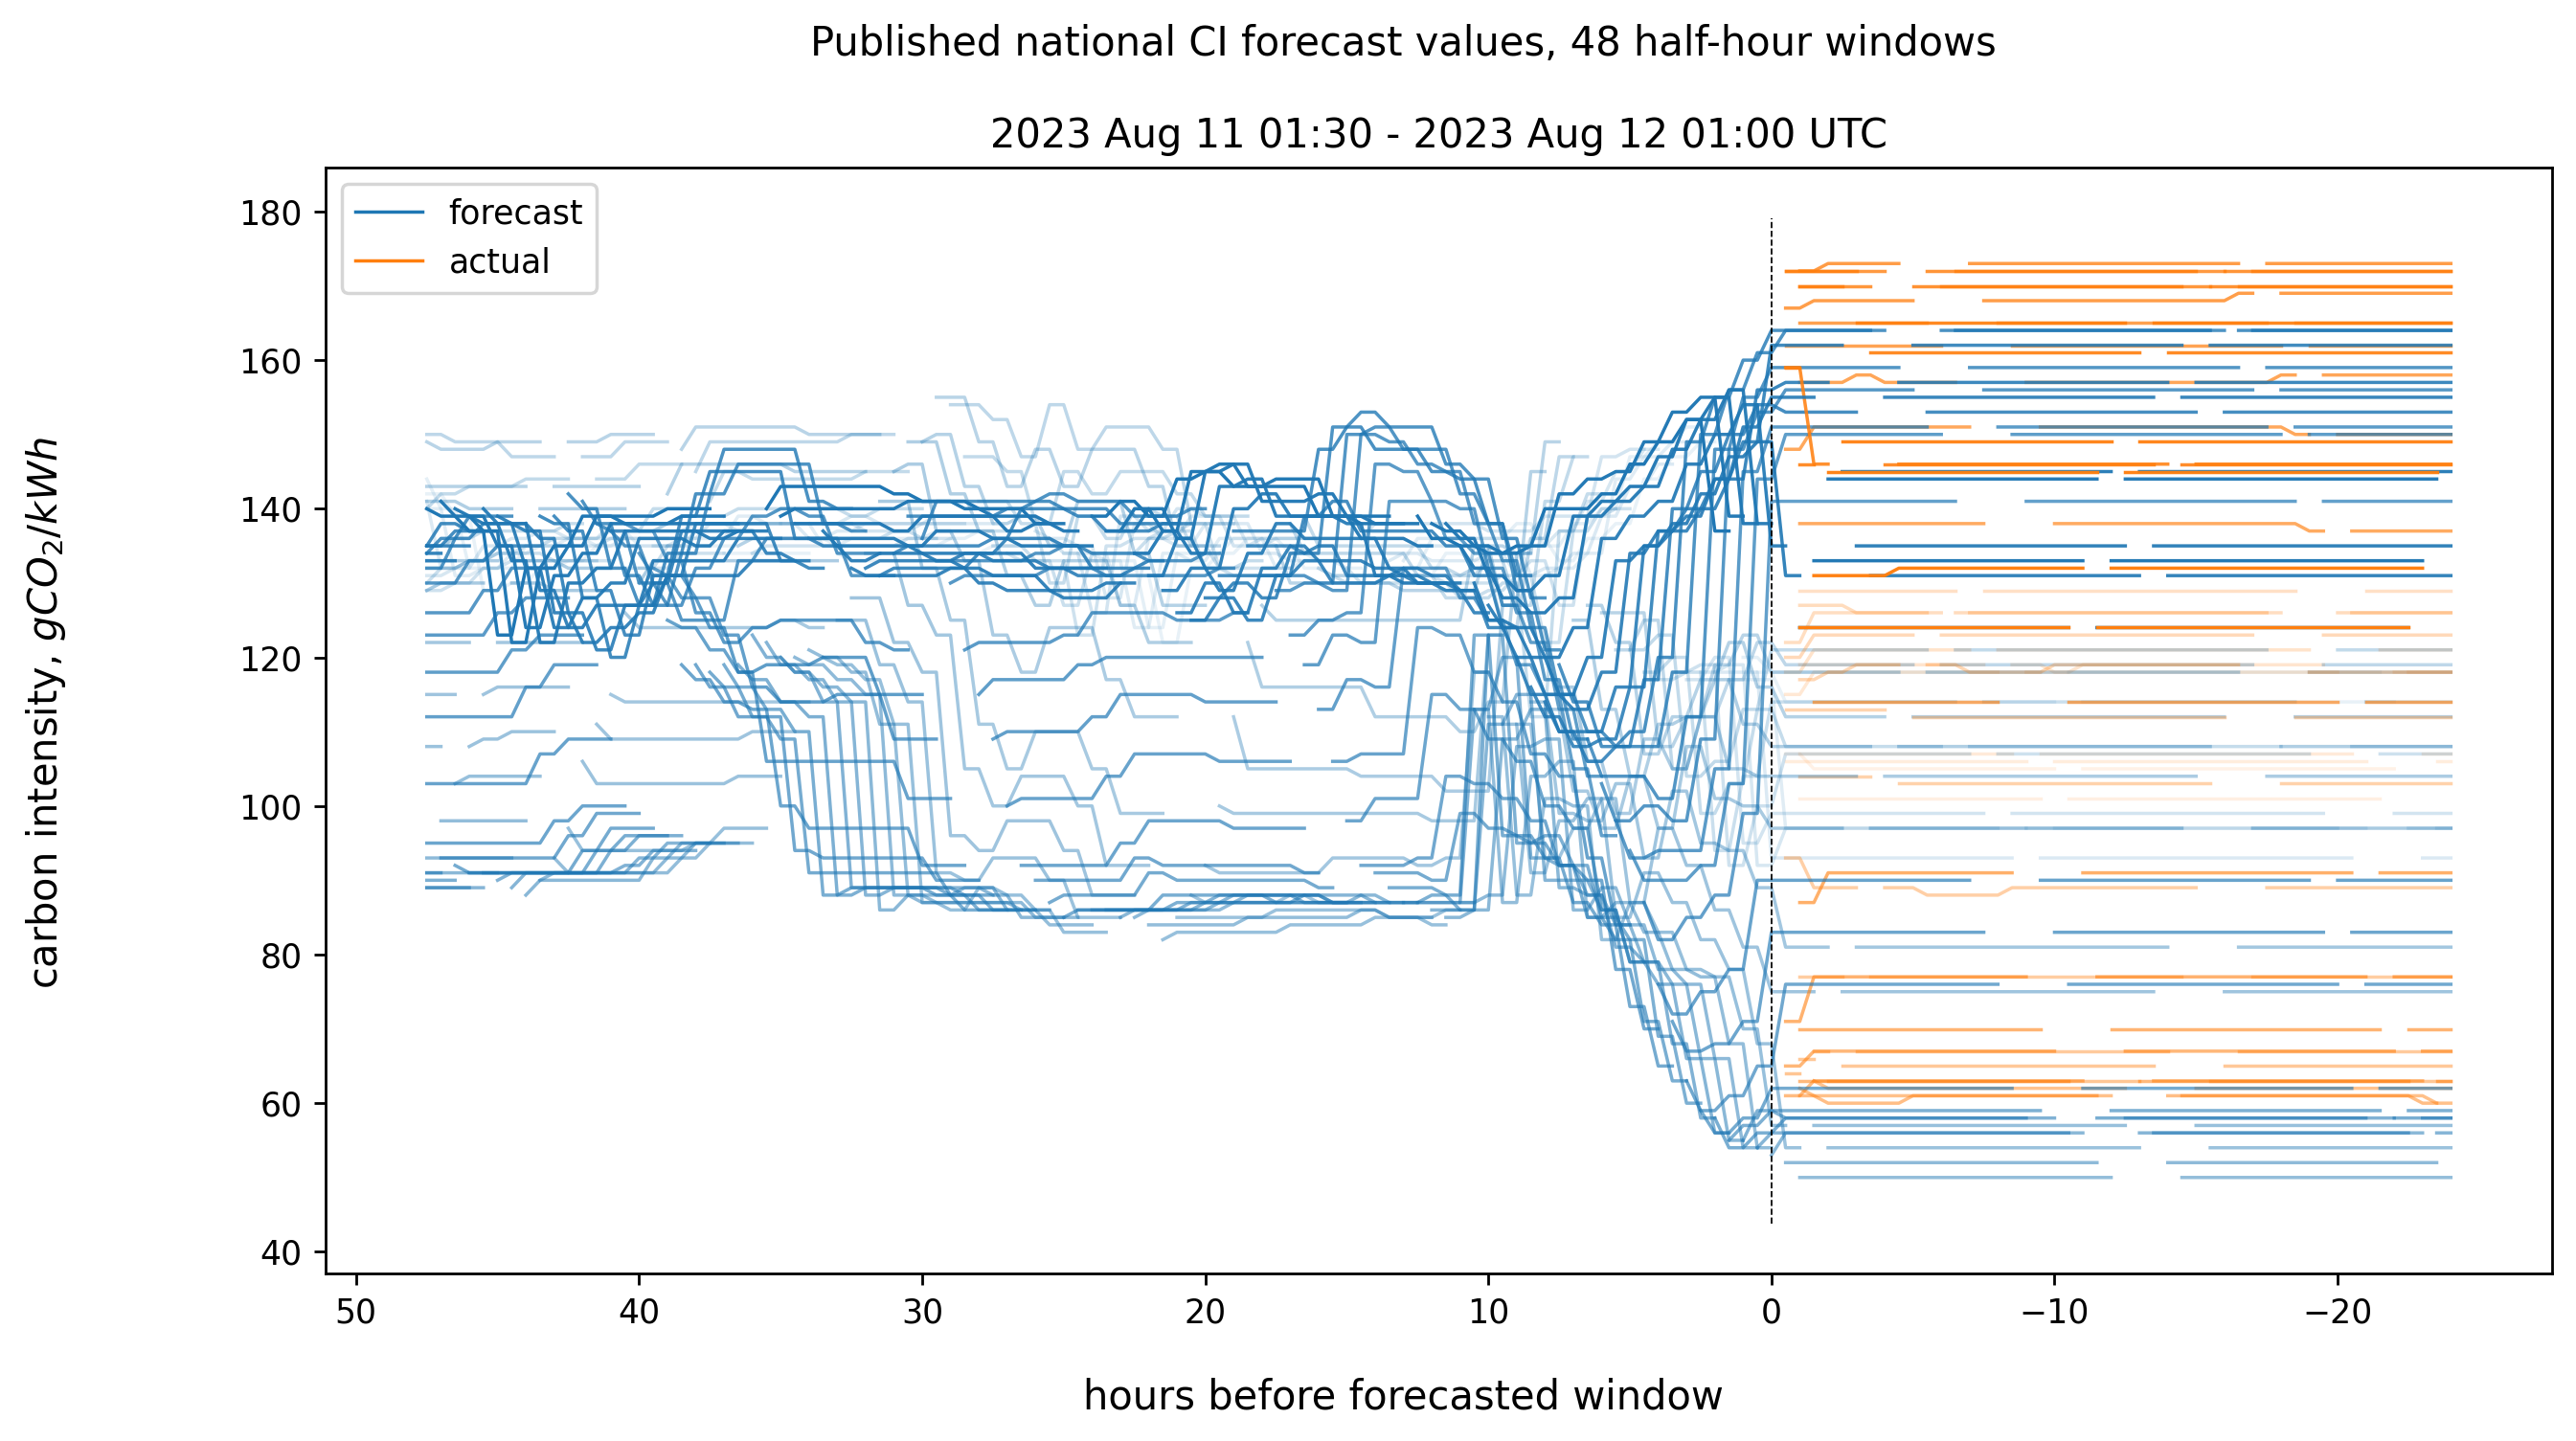 Published national CI forecast values, 48 half-hour windows
2023 Aug 11 01:30 - 2023 Aug 12 01:00 UTC
forecast
actual
carbon intensity, gCO₂/kWh
180
160
140
120
100
80
60
40
50 40 30 20 10 0 −10 −20
hours before forecasted window